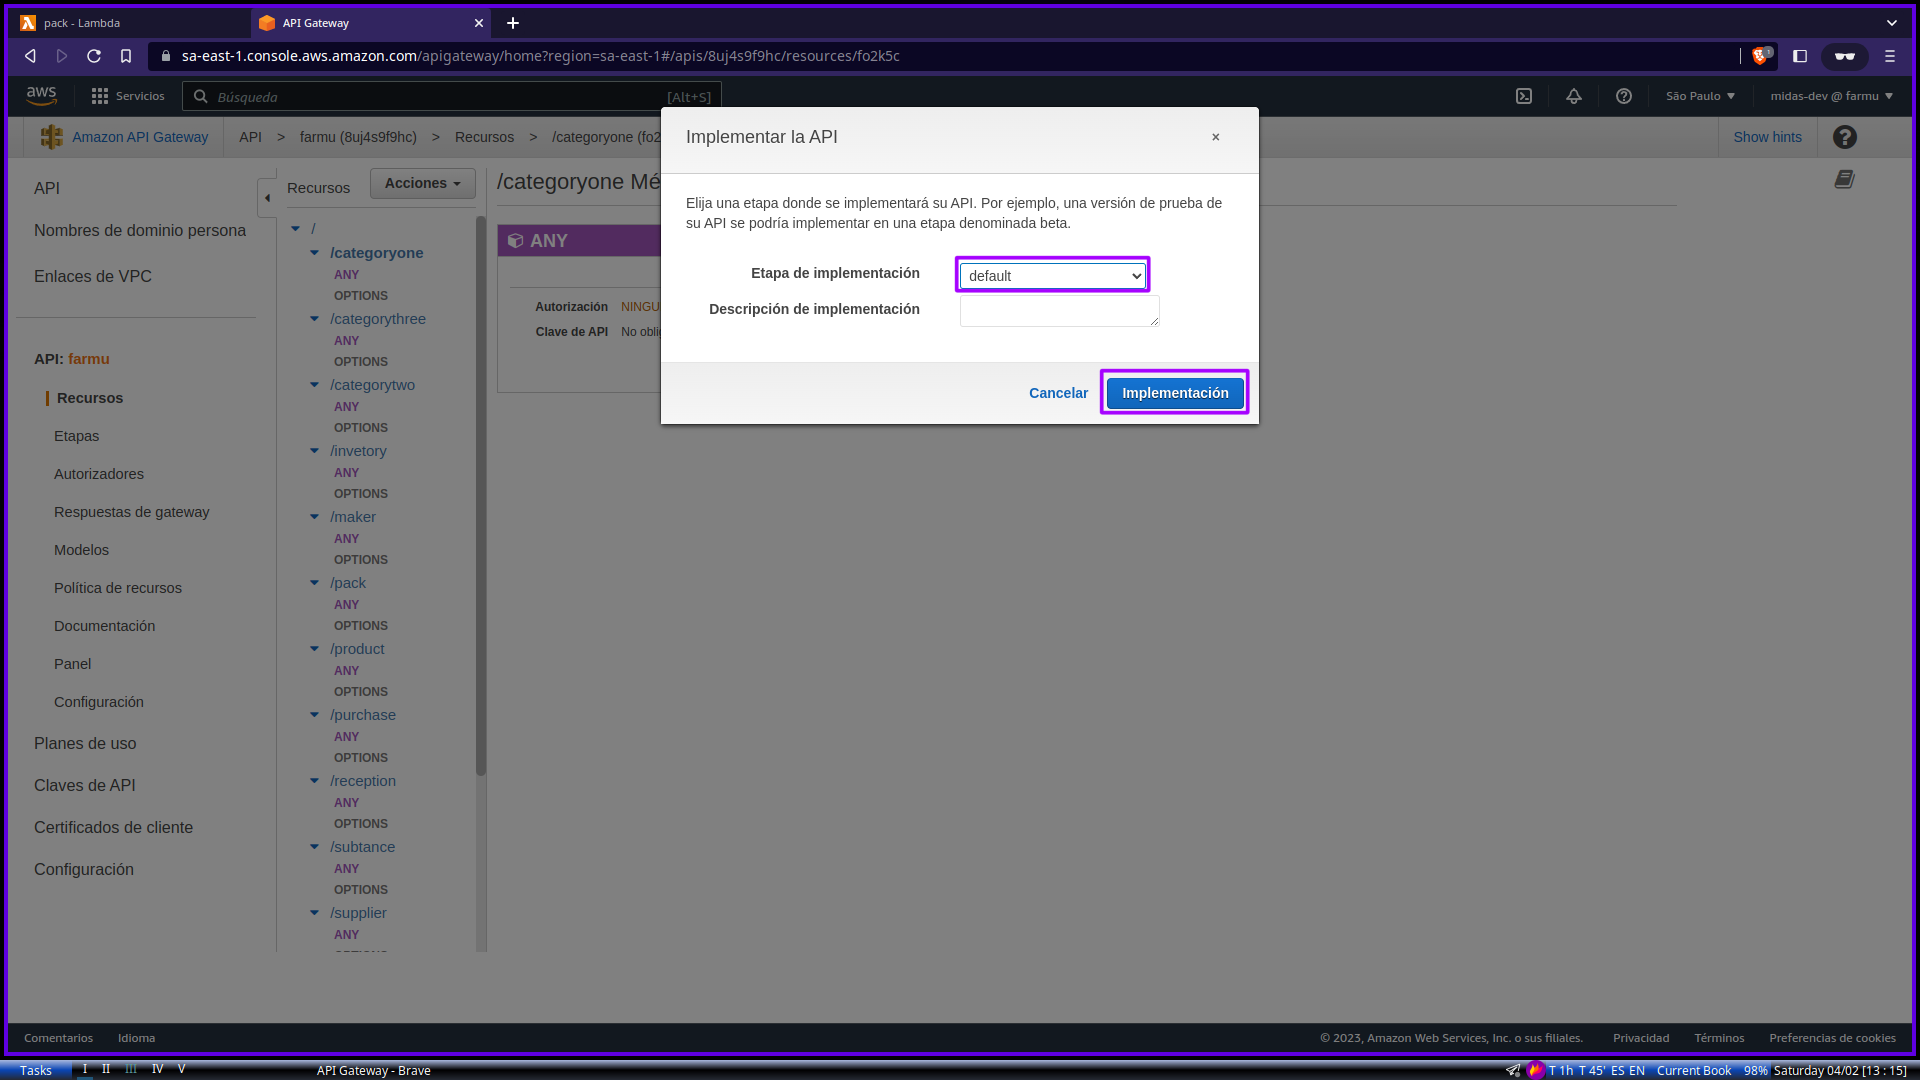 pack - Lambda
API Gateway
sa-east-1.console.aws.amazon.com/apigateway/home?region=sa-east-1#/apis/8uj4s9f9hc/resources/fo2k5c
1
aws
Servicios
Búsqueda
[Alt+S]
São Paulo
midas-dev @ farmu
Amazon API Gateway
API > farmu (8uj4s9f9hc) > Recursos > /categoryone (fo2
Show hints
Implementar la API
×
Elija una etapa donde se implementará su API. Por ejemplo, una versión de prueba de
su API se podría implementar en una etapa denominada beta.
Etapa de implementación
default
Descripción de implementación
Cancelar
Implementación
API
Nombres de dominio persona
Enlaces de VPC
API: farmu
Recursos
Etapas
Autorizadores
Respuestas de gateway
Modelos
Política de recursos
Documentación
Panel
Configuración
Planes de uso
Claves de API
Certificados de cliente
Configuración
Recursos
Acciones
/
/categoryone
ANY
OPTIONS
/categorythree
ANY
OPTIONS
/categorytwo
ANY
OPTIONS
/invetory
ANY
OPTIONS
/maker
ANY
OPTIONS
/pack
ANY
OPTIONS
/product
ANY
OPTIONS
/purchase
ANY
OPTIONS
/reception
ANY
OPTIONS
/subtance
ANY
OPTIONS
/supplier
ANY
/categoryone Mé
ANY
Autorización NINGU
Clave de API No oblig
Comentarios
Idioma
© 2023, Amazon Web Services, Inc. o sus filiales.
Privacidad
Términos
Preferencias de cookies
Tasks
I II III IV V
API Gateway - Brave
T 1h T 45' ES EN Current Book 98% Saturday 04/02 [13 : 15]